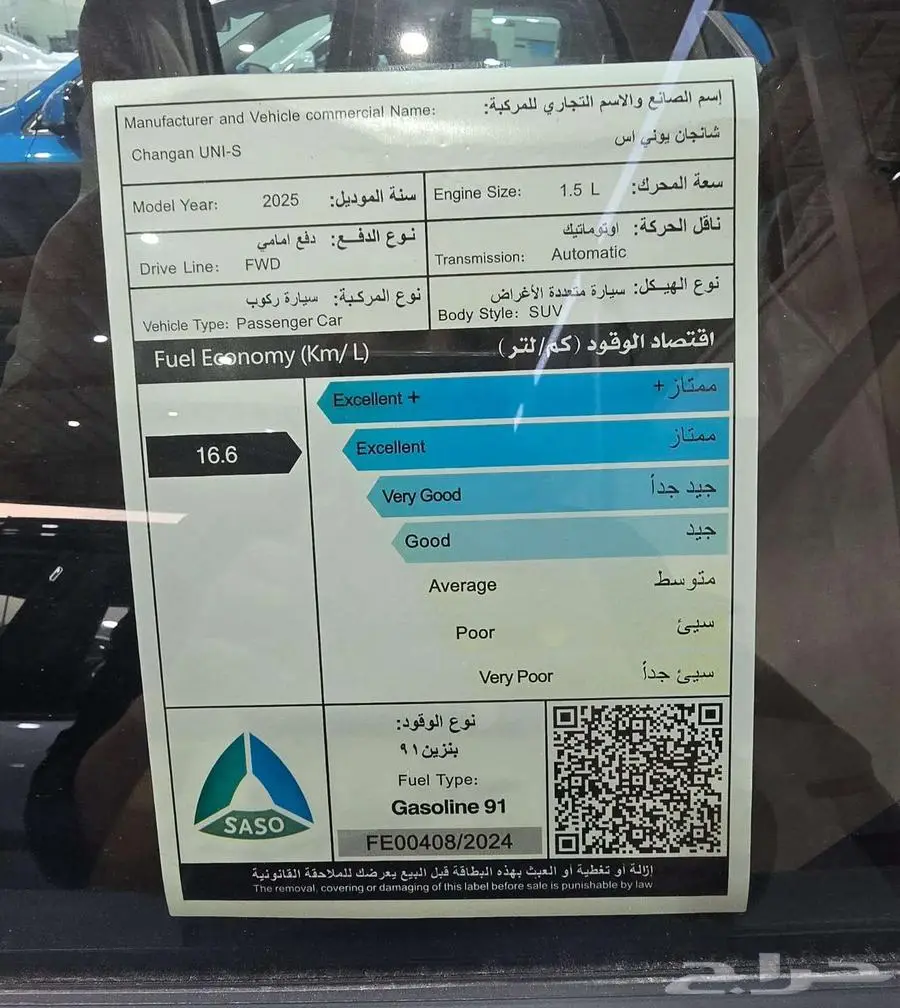 Manufacturer and Vehicle commercial Name: إسم الصانع والاسم التجاري للمركبة:
Changan UNI-S شانجان يوني اس
Model Year: 2025 سنة الموديل:
Engine Size: 1.5 L سعة المحرك:
نوع الدفـع: دفع امامي
Drive Line: FWD
ناقل الحركة: اوتوماتيك
Transmission: Automatic
نوع المركبة: سيارة ركوب
Vehicle Type: Passenger Car
نوع الهيـكل: سيارة متعددة الأغراض
Body Style: SUV
Fuel Economy (Km/ L) اقتصاد الوقود (كم/لتر)
Excellent + ممتاز +
16.6
Excellent ممتاز
Very Good جيد جداً
Good جيد
Average متوسط
Poor سيئ
Very Poor سيئ جداً
SASO
نوع الوقود:
بنزين ٩١
Fuel Type:
Gasoline 91
FE00408/2024
إزالة أو تغطية أو العبث بهذه البطاقة قبل البيع يعرضك للملاحقة القانونية
The removal, covering or damaging of this label before sale is punishable by law
حراج